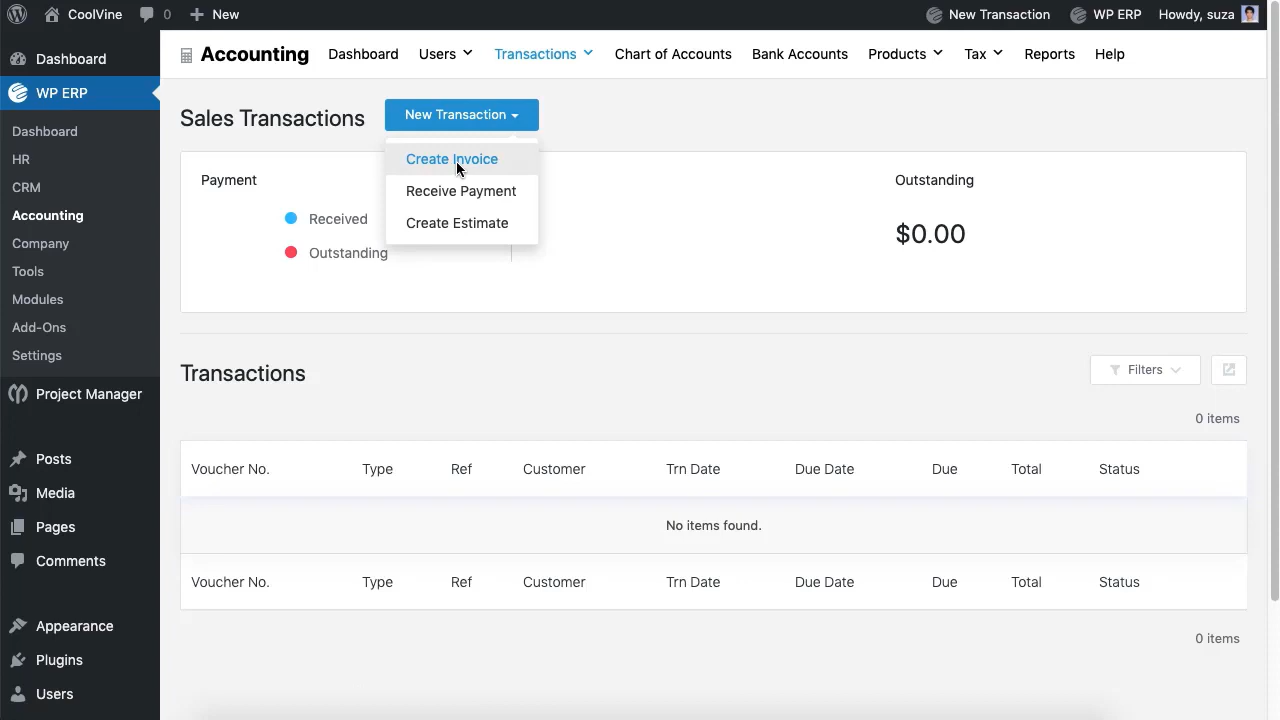 CoolVine 0 New New Transaction WP ERP Howdy, suza
Dashboard
WP ERP
Dashboard
HR
CRM
Accounting
Company
Tools
Modules
Add-Ons
Settings
Project Manager
Posts
Media
Pages
Comments
Appearance
Plugins
Users
Accounting Dashboard Users Transactions Chart of Accounts Bank Accounts Products Tax Reports Help
Sales Transactions New Transaction
Create Invoice
Receive Payment
Create Estimate
Payment
Received
Outstanding
Outstanding
$0.00
Transactions Filters
0 items
Voucher No. Type Ref Customer Trn Date Due Date Due Total Status
No items found.
Voucher No. Type Ref Customer Trn Date Due Date Due Total Status
0 items